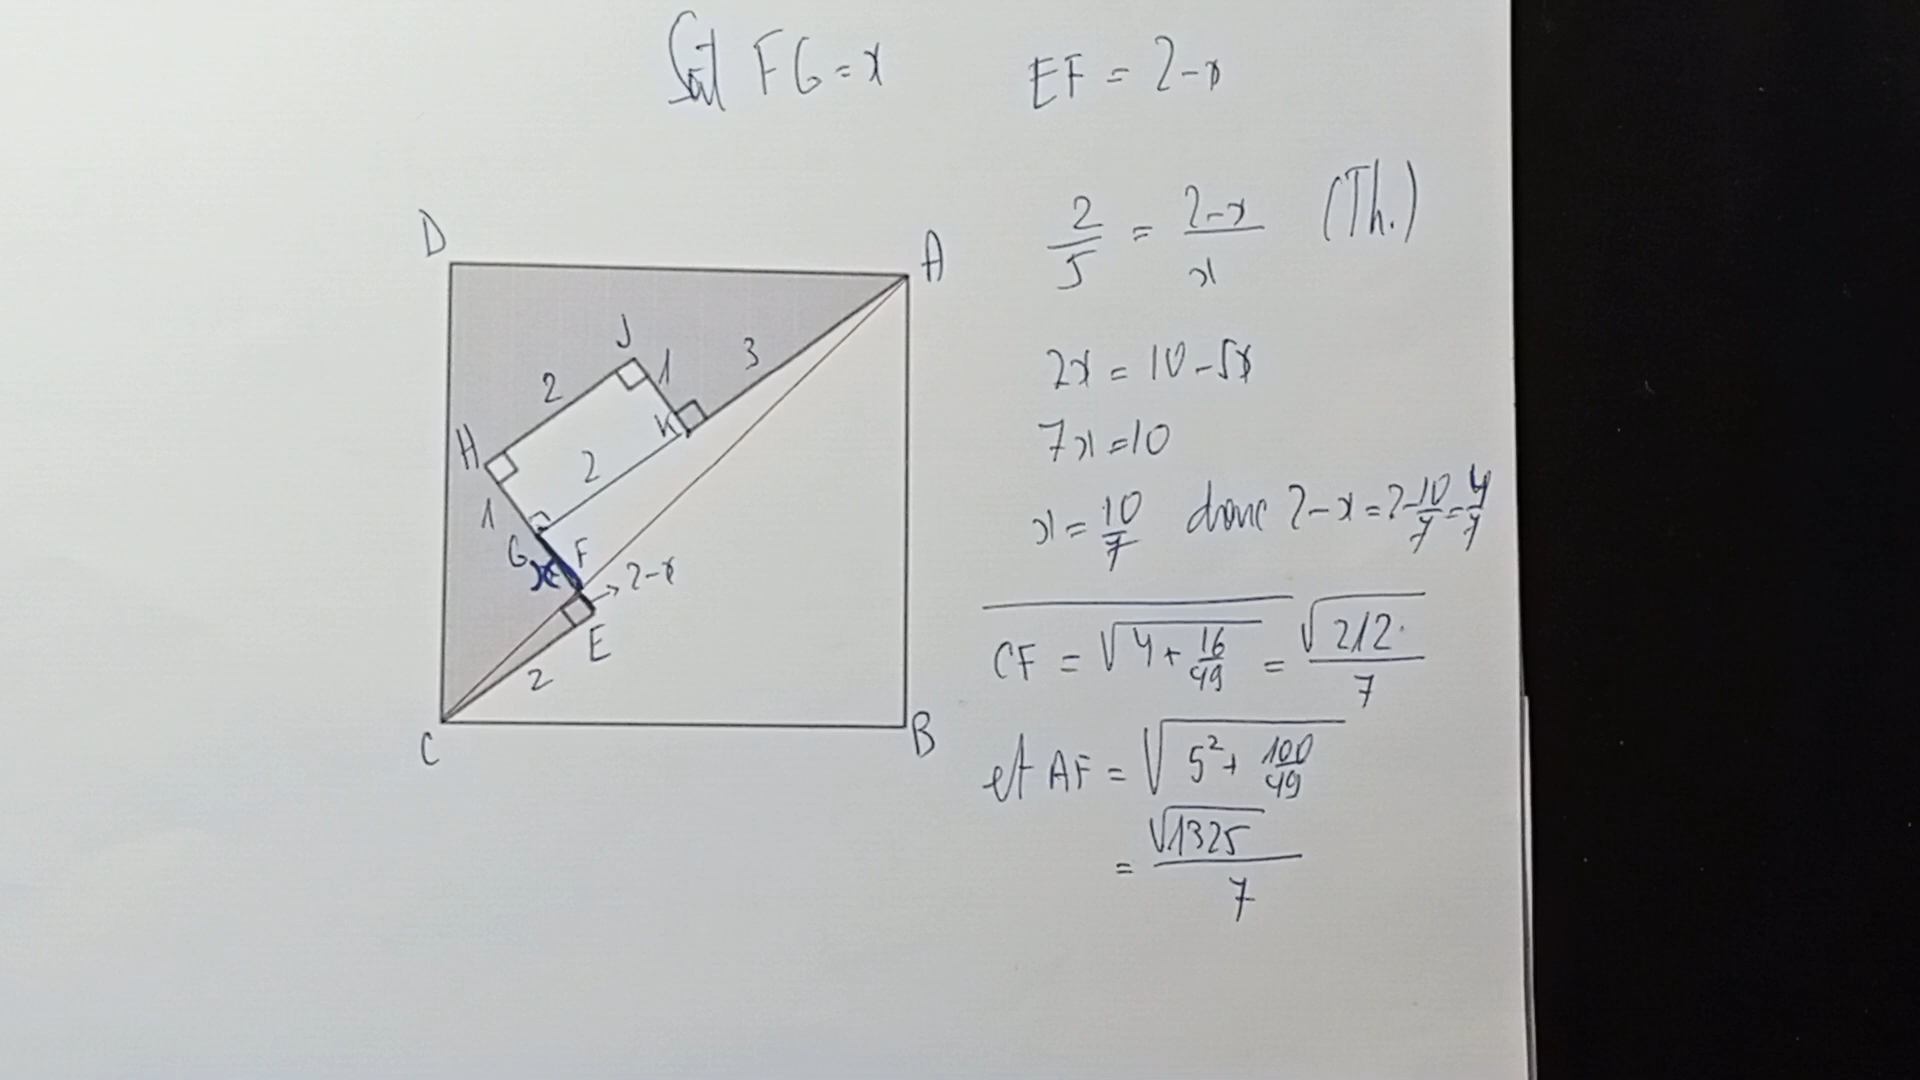 Soit FG = x EF = 2-x
2/5 = 2-x/x (Th.)
2x = 10-5x
7x = 10
x = 10/7 donc 2-x = 2-10/7 = 4/7
CF = √4+16/49 = √212/7
et AF = √5²+100/49
= √1325/7
D
A
J
1
3
2
H
K
2
1
G
x
F
2-x
E
2
C
B